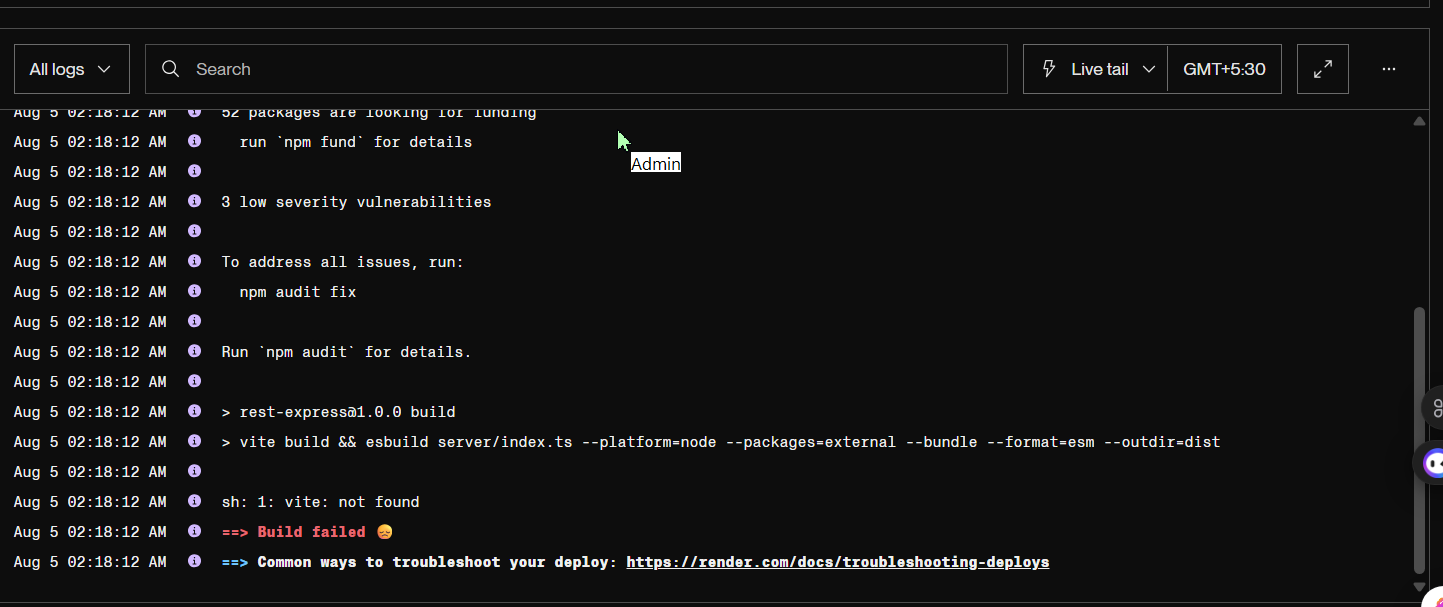 All logs
Search
Live tail
GMT+5:30
Aug 5 02:18:12 AM 52 packages are looking for funding
Aug 5 02:18:12 AM run `npm fund` for details
Admin
Aug 5 02:18:12 AM
Aug 5 02:18:12 AM 3 low severity vulnerabilities
Aug 5 02:18:12 AM
Aug 5 02:18:12 AM To address all issues, run:
Aug 5 02:18:12 AM npm audit fix
Aug 5 02:18:12 AM
Aug 5 02:18:12 AM Run `npm audit` for details.
Aug 5 02:18:12 AM
Aug 5 02:18:12 AM > rest-express@1.0.0 build
Aug 5 02:18:12 AM > vite build && esbuild server/index.ts --platform=node --packages=external --bundle --format=esm --outdir=dist
Aug 5 02:18:12 AM
Aug 5 02:18:12 AM sh: 1: vite: not found
Aug 5 02:18:12 AM ==> Build failed 😞
Aug 5 02:18:12 AM ==> Common ways to troubleshoot your deploy: https://render.com/docs/troubleshooting-deploys